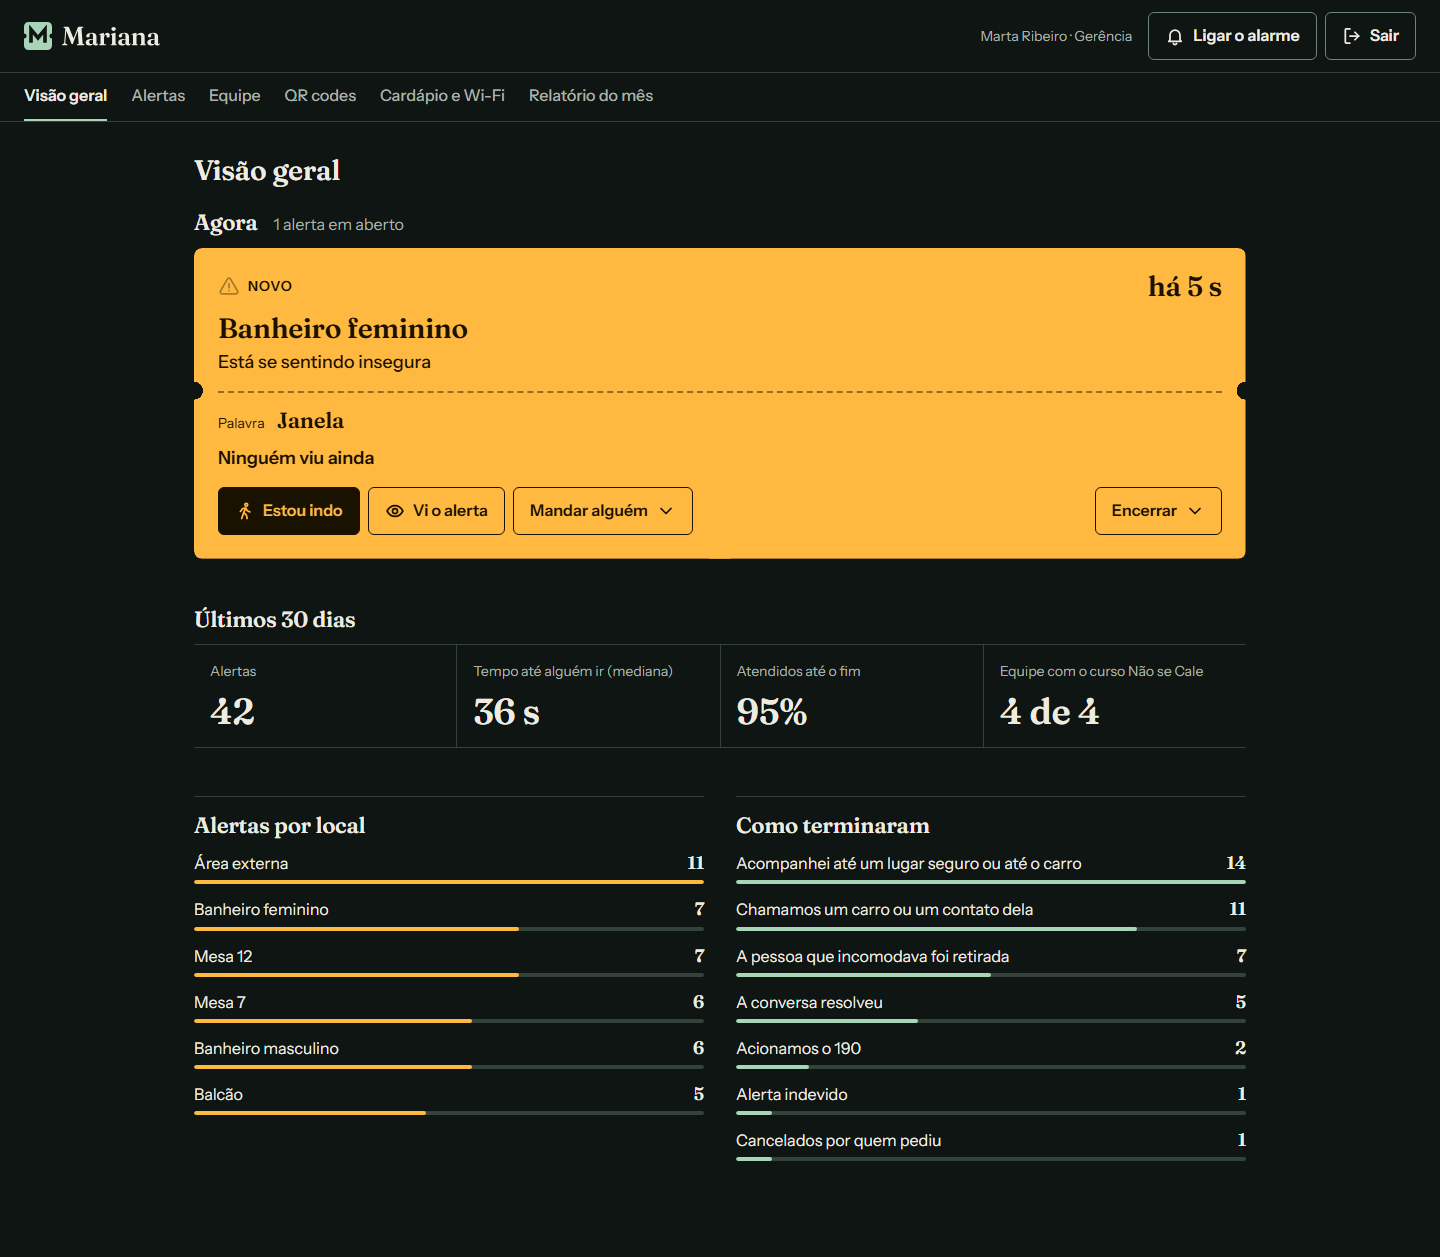 Mariana
Marta Ribeiro · Gerência
Ligar o alarme
Sair
Visão geral
Alertas
Equipe
QR codes
Cardápio e Wi-Fi
Relatório do mês
Visão geral
Agora
1 alerta em aberto
NOVO
há 5 s
Banheiro feminino
Está se sentindo insegura
Palavra Janela
Ninguém viu ainda
Estou indo
Vi o alerta
Mandar alguém
Encerrar
Últimos 30 dias
Alertas
42
Tempo até alguém ir (mediana)
36 s
Atendidos até o fim
95%
Equipe com o curso Não se Cale
4 de 4
Alertas por local
Área externa 11
Banheiro feminino 7
Mesa 12 7
Mesa 7 6
Banheiro masculino 6
Balcão 5
Como terminaram
Acompanhei até um lugar seguro ou até o carro 14
Chamamos um carro ou um contato dela 11
A pessoa que incomodava foi retirada 7
A conversa resolveu 5
Acionamos o 190 2
Alerta indevido 1
Cancelados por quem pediu 1